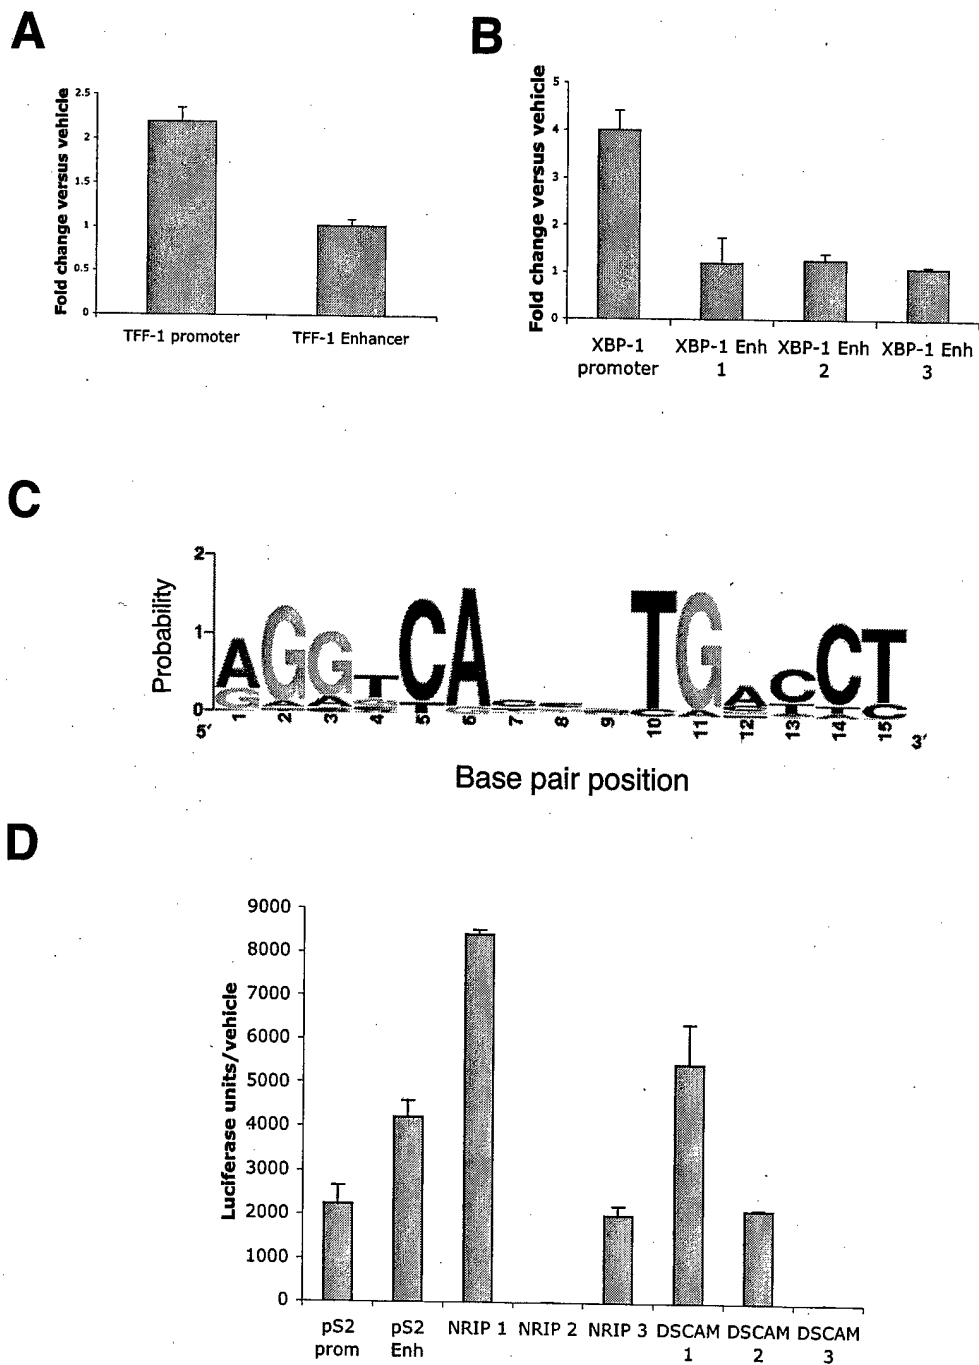 A
Fold change versus vehicle
2.5
2
1.5
1
0.5
0
TFF-1 promoter
TFF-1 Enhancer
B
Fold change versus vehicle
5
4
3
2
1
0
XBP-1
promoter
XBP-1 Enh
1
XBP-1 Enh
2
XBP-1 Enh
3
C
Probability
2
1
0
AGGTCA
TGACCT
5′
1
2
3
4
5
6
7
8
9
10
11
12
13
14
15
3′
Base pair position
D
Luciferase units/vehicle
9000
8000
7000
6000
5000
4000
3000
2000
1000
0
pS2
prom
pS2
Enh
NRIP 1
NRIP 2
NRIP 3
DSCAM
1
DSCAM
2
DSCAM
3